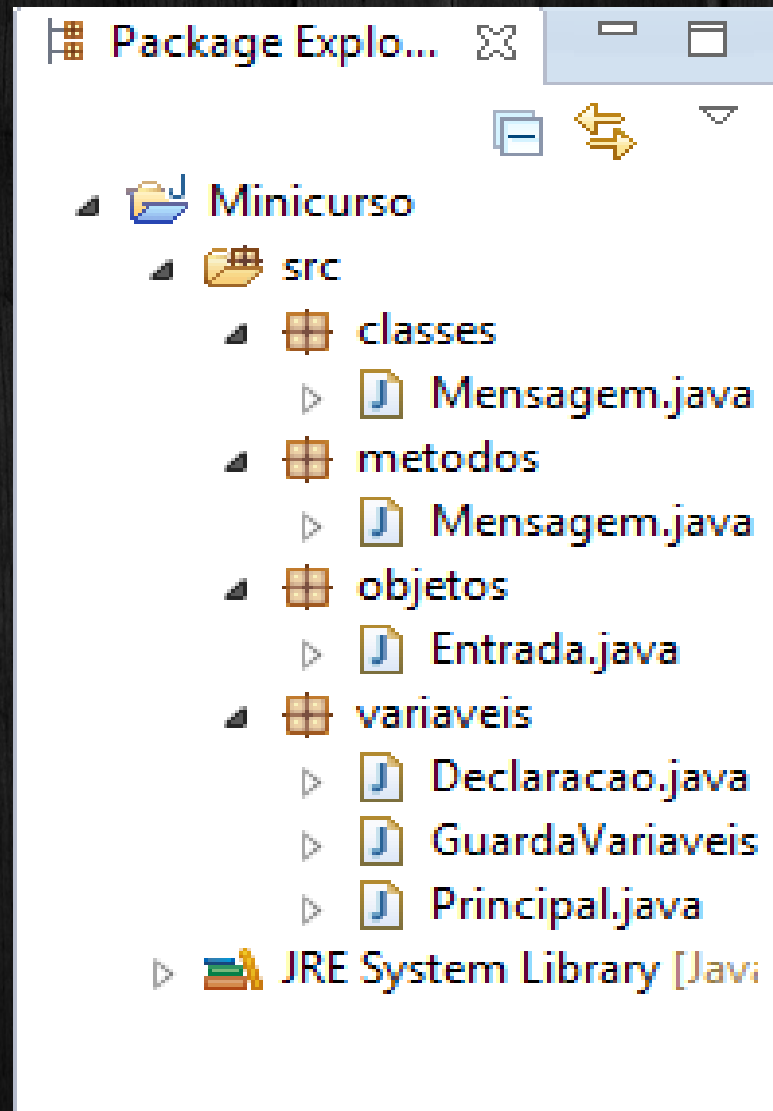 Package Explo...
Minicurso
src
classes
Mensagem.java
metodos
Mensagem.java
objetos
Entrada.java
variaveis
Declaracao.java
GuardaVariaveis
Principal.java
JRE System Library [Java